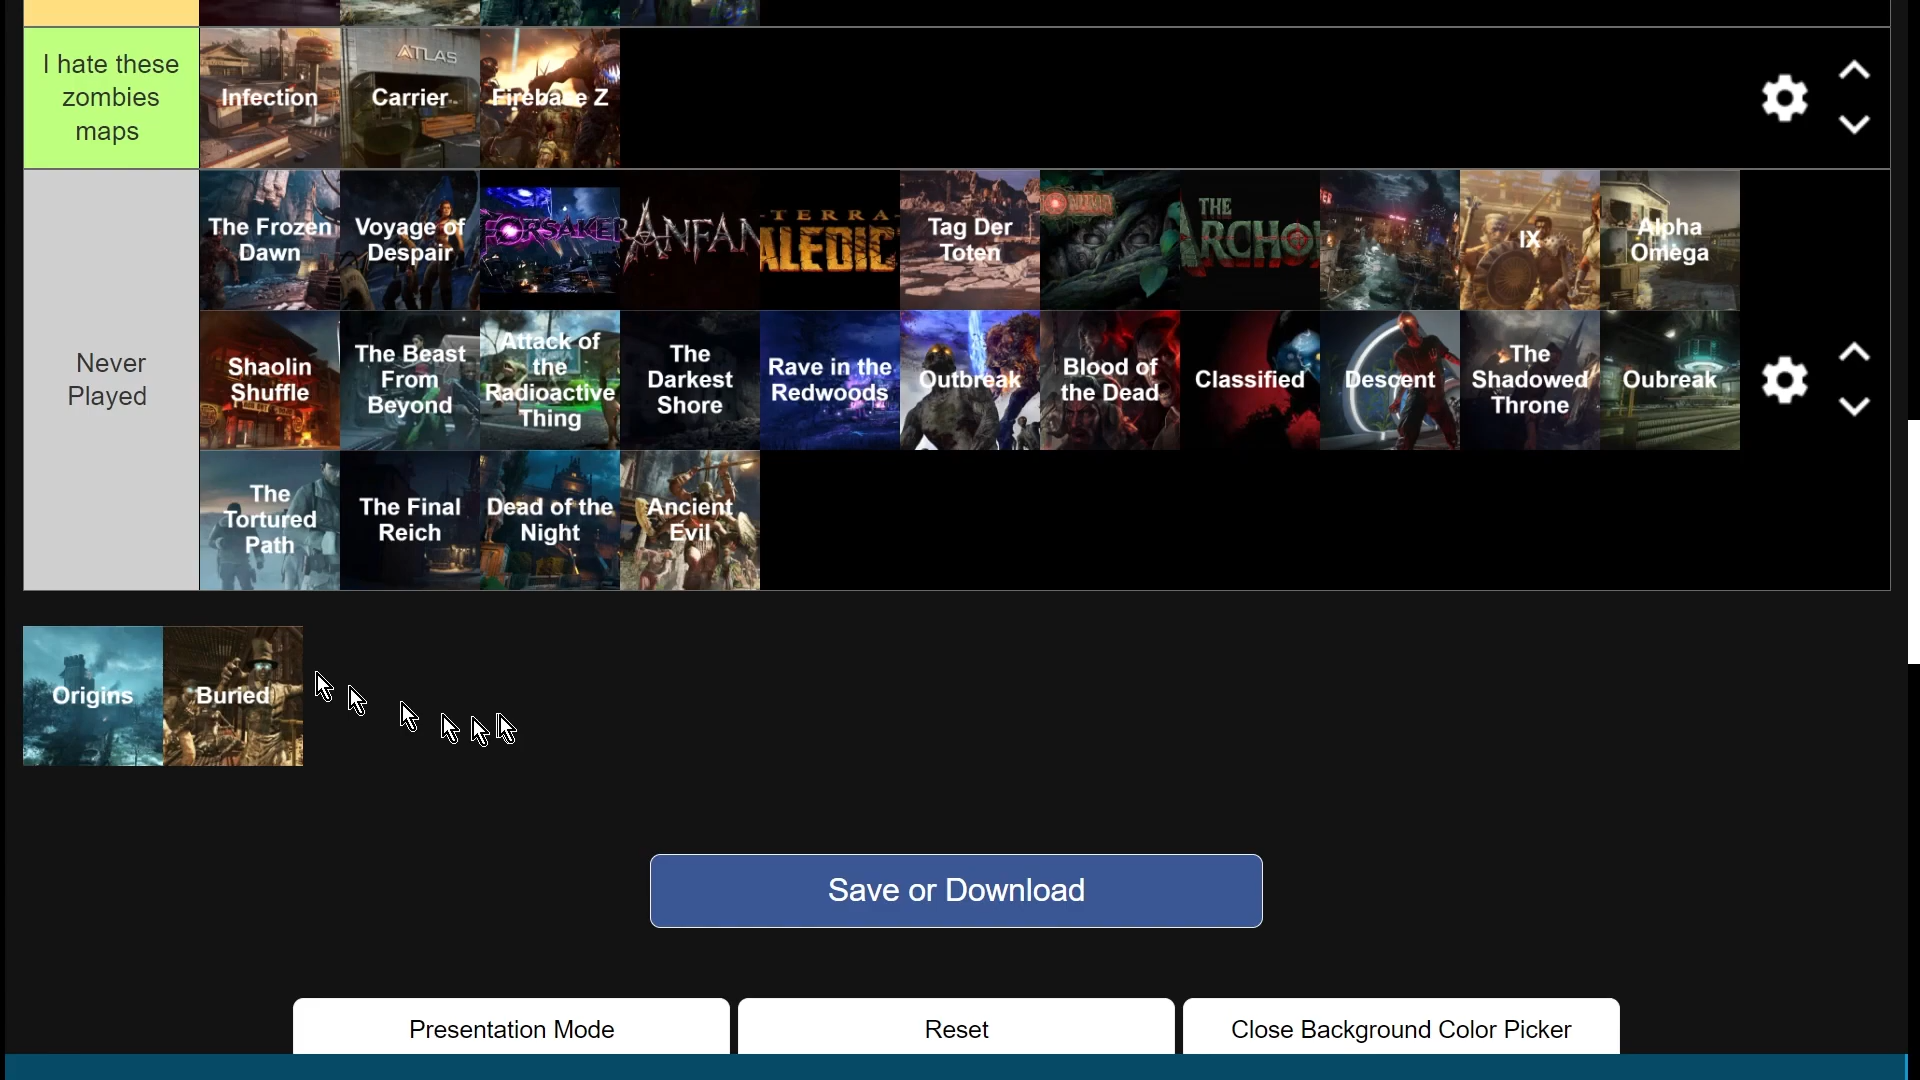 I hate these
zombies
maps
Infection
Carrier
ATLAS
Firebase Z
Never
Played
The Frozen
Dawn
Voyage of
Despair
FORSAKEN
ANFAN
TERRA
ALEDIC
Tag Der
Toten
THE
ARCHO
IX
Alpha
Omega
Shaolin
Shuffle
The Beast
From
Beyond
Attack of
the
Radioactive
Thing
The
Darkest
Shore
Rave in the
Redwoods
Outbreak
Blood of
the Dead
Classified
Descent
The
Shadowed
Throne
Oubreak
The
Tortured
Path
The Final
Reich
Dead of the
Night
Ancient
Evil
Origins
Buried
Save or Download
Presentation Mode
Reset
Close Background Color Picker